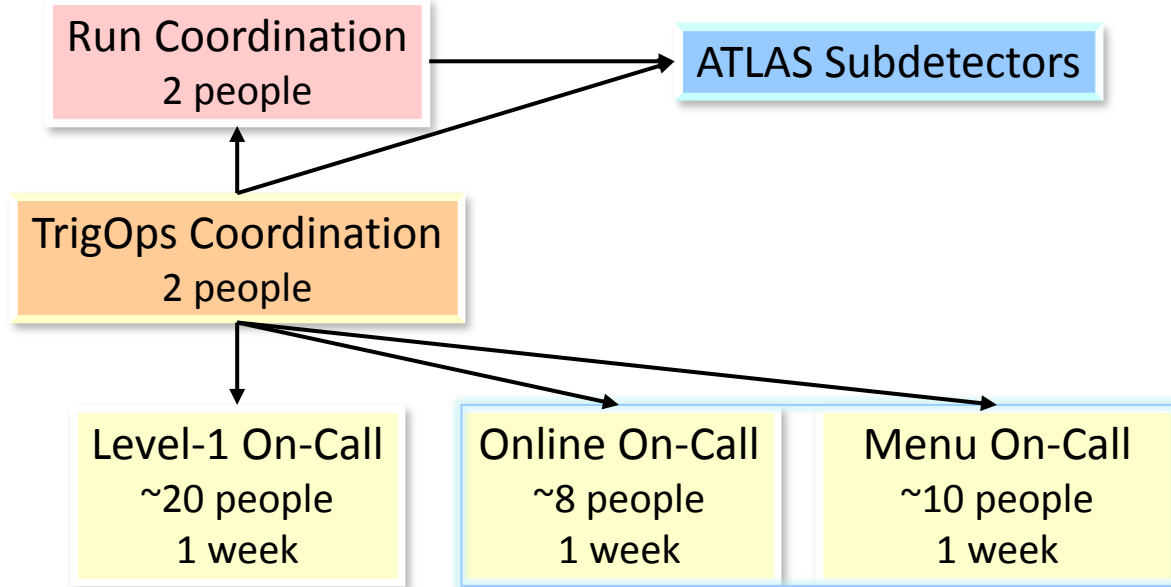 Run Coordination
2 people
ATLAS Subdetectors
TrigOps Coordination
2 people
Level-1 On-Call
~20 people
1 week
Online On-Call
~8 people
1 week
Menu On-Call
~10 people
1 week